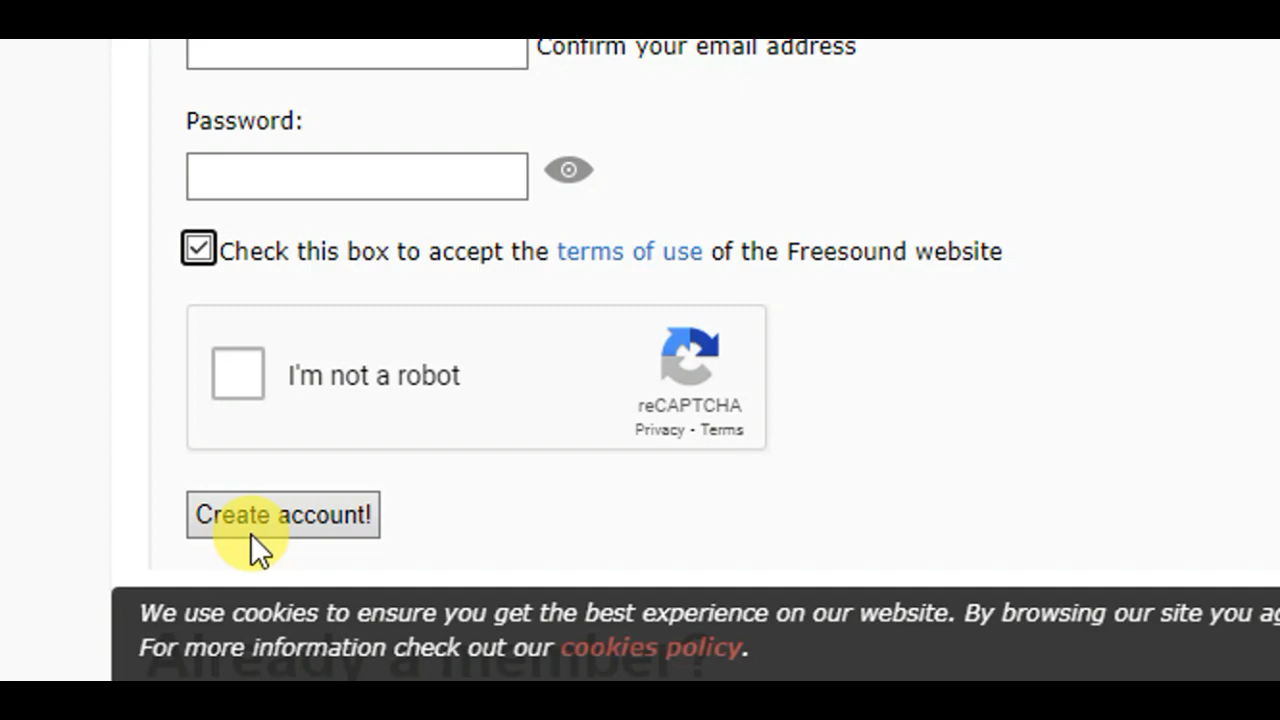 Confirm your email address
Password:
Check this box to accept the terms of use of the Freesound website
I'm not a robot
reCAPTCHA
Privacy - Terms
Create account!
We use cookies to ensure you get the best experience on our website. By browsing our site you ag
For more information check out our cookies policy.
Already a member?